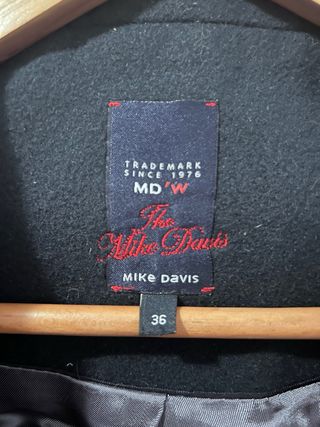 TRADEMARK
SINCE 1976
MD'W
The
Mike Davis
MIKe DAVIS
36